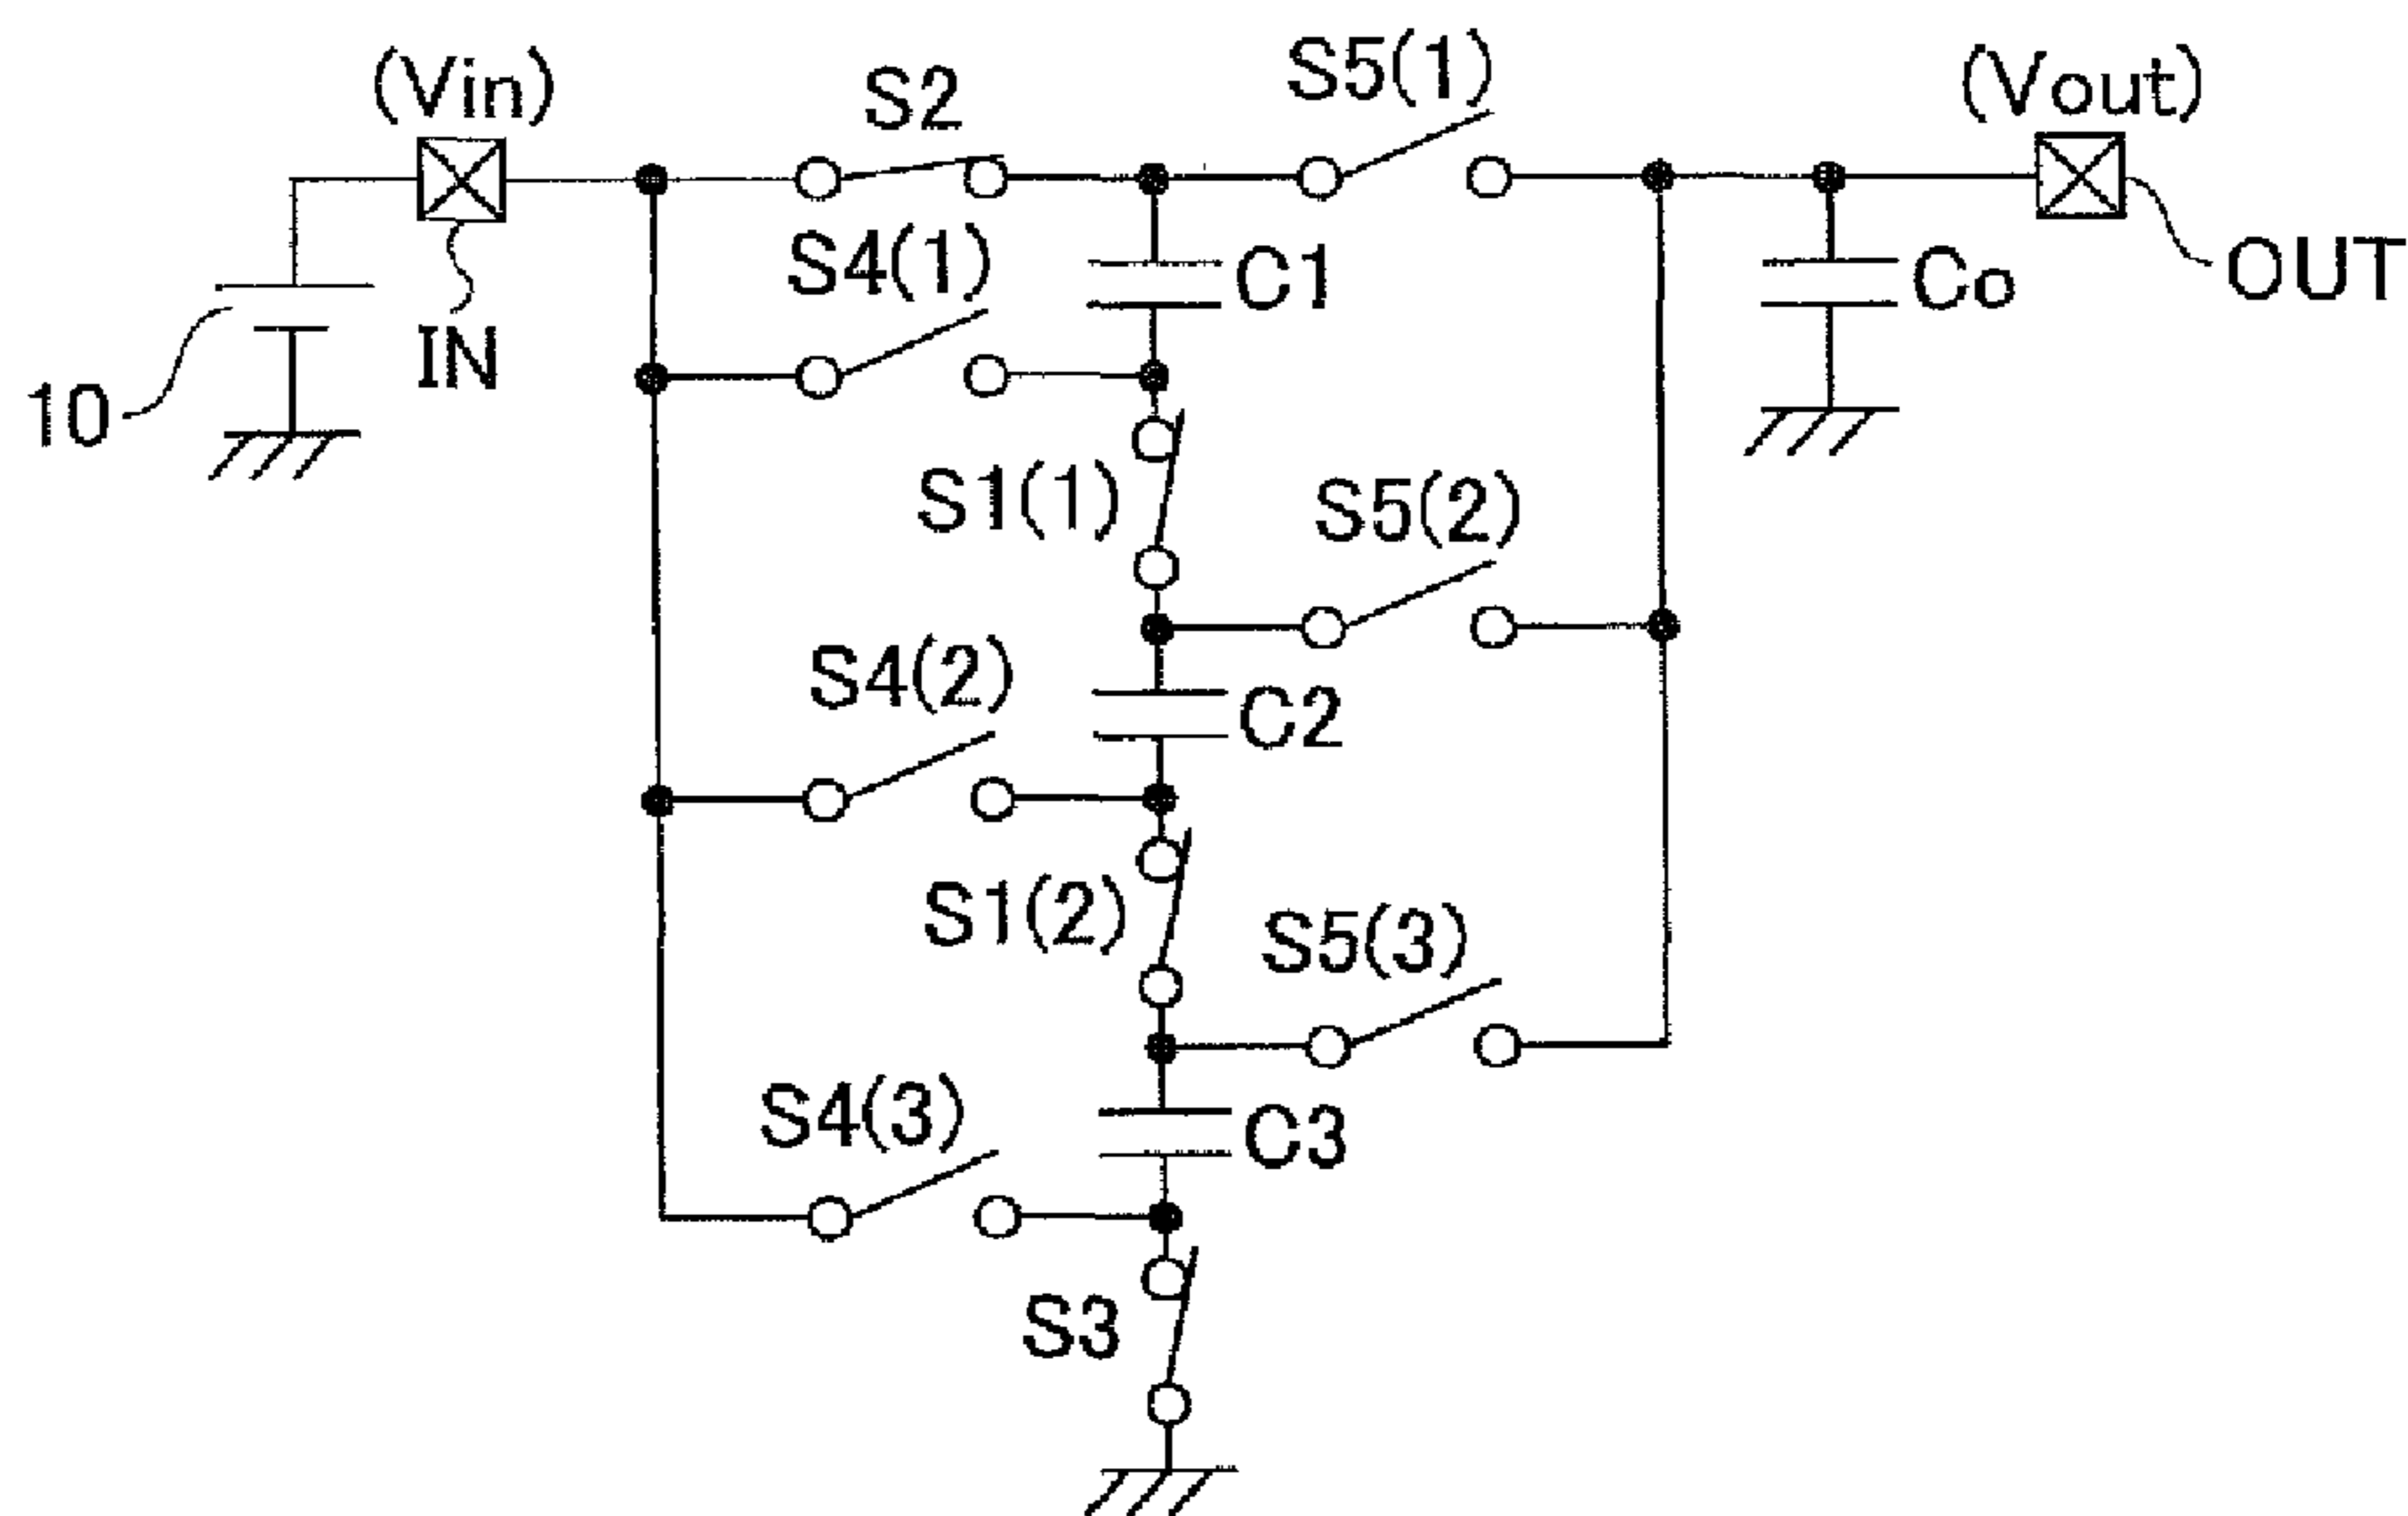 (Vin)
S2
S5(1)
(Vout)
S4(1)
C1
Co
OUT
IN
10
S1(1)
S5(2)
S4(2)
C2
S1(2)
S5(3)
S4(3)
C3
S3